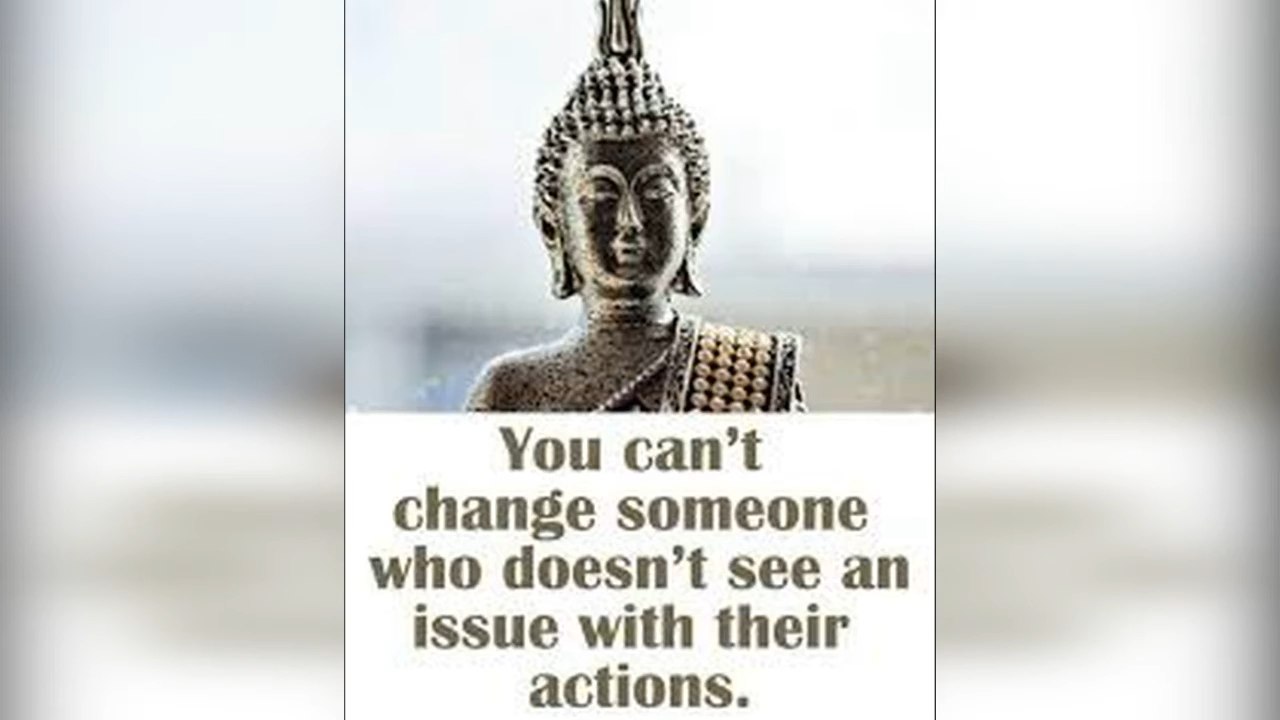 You can’t
change someone
who doesn’t see an
issue with their
actions.